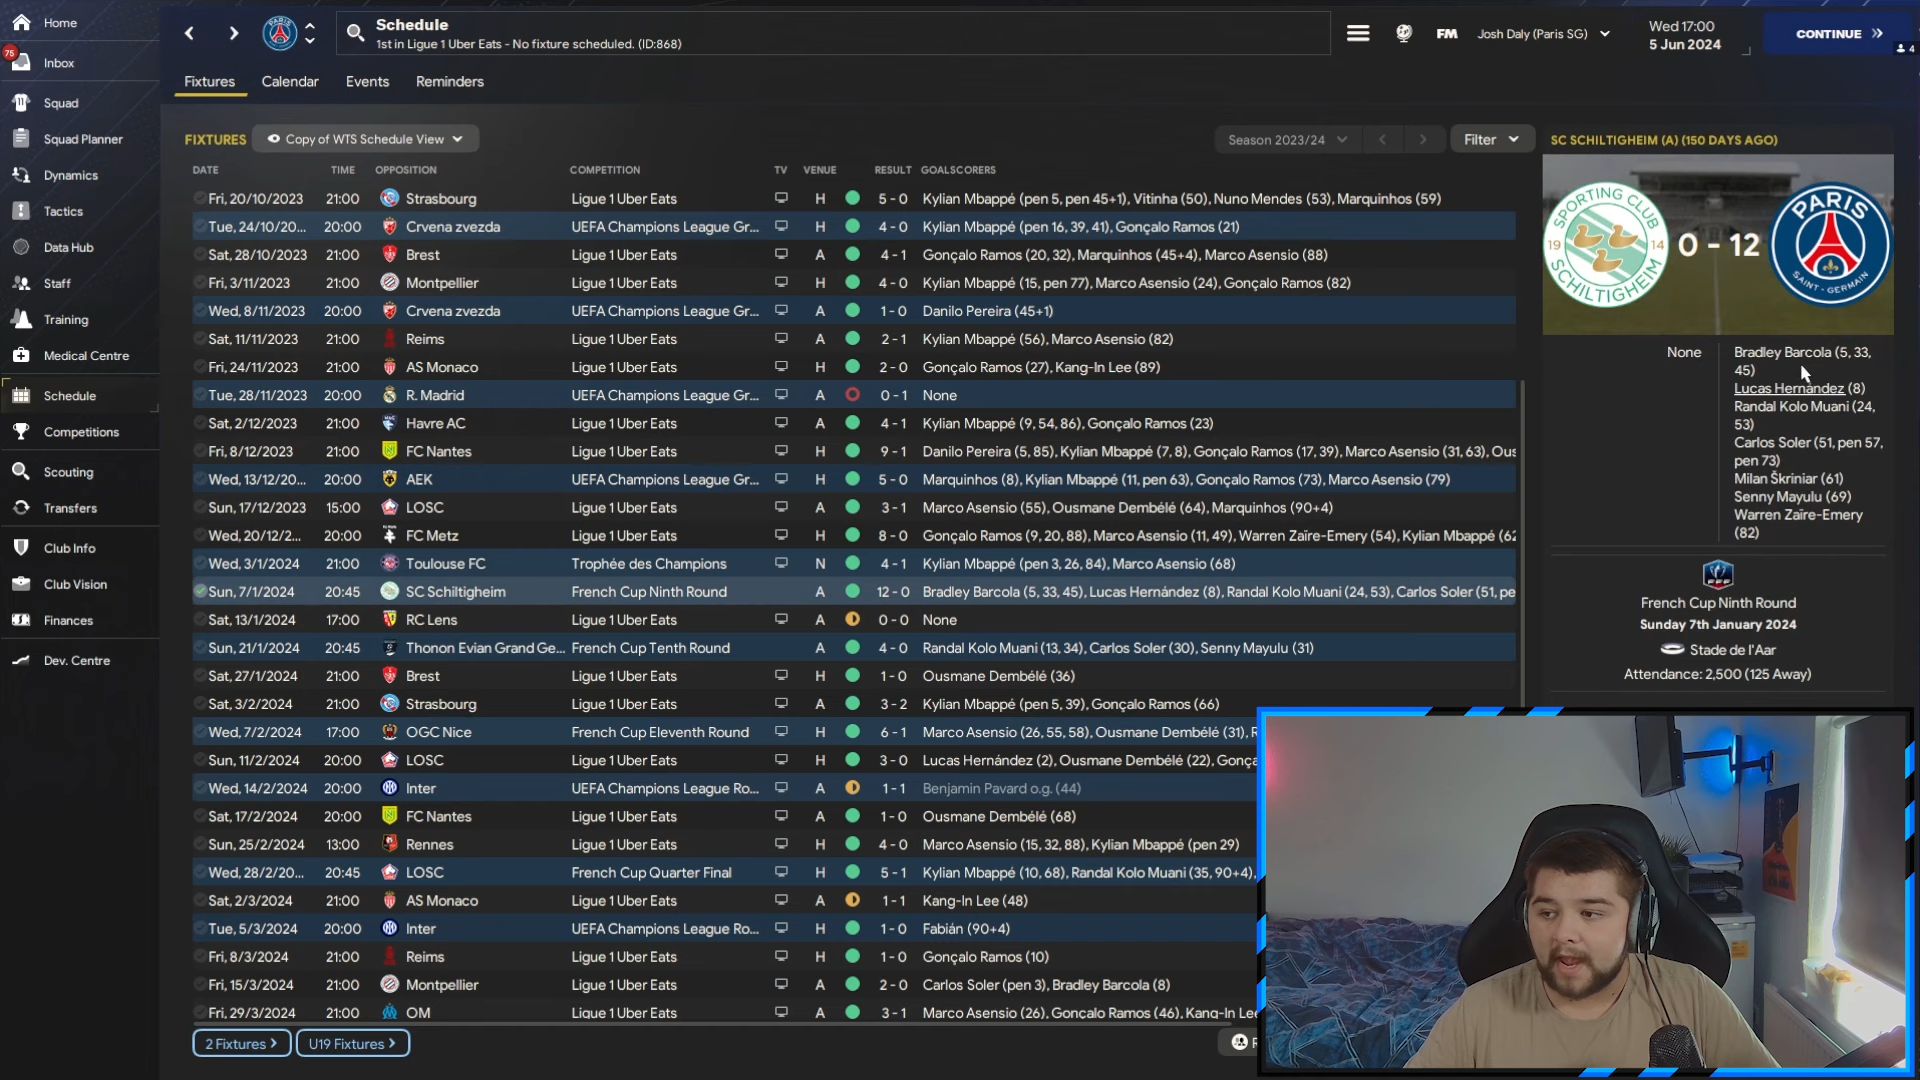 Home
75
Inbox
Squad
Squad Planner
Dynamics
Tactics
Data Hub
Staff
Training
Medical Centre
Schedule
Competitions
Scouting
Transfers
Club Info
Club Vision
Finances
Dev. Centre
PARIS
Schedule
1st in Ligue 1 Uber Eats - No fixture scheduled. (ID:868)
FM
Josh Daly (Paris SG)
Wed 17:00
5 Jun 2024
CONTINUE
4
Fixtures Calendar Events Reminders
FIXTURES
Copy of WTS Schedule View
Season 2023/24
Filter
DATE TIME OPPOSITION COMPETITION TV VENUE RESULT GOALSCORERS
Fri, 20/10/2023 21:00 Strasbourg Ligue 1 Uber Eats H 5 - 0 Kylian Mbappé (pen 5, pen 45+1), Vitinha (50), Nuno Mendes (53), Marquinhos (59)
Tue, 24/10/20... 20:00 Crvena zvezda UEFA Champions League Gr... H 4 - 0 Kylian Mbappé (pen 16, 39, 41), Gonçalo Ramos (21)
Sat, 28/10/2023 21:00 Brest Ligue 1 Uber Eats A 4 - 1 Gonçalo Ramos (20, 32), Marquinhos (45+4), Marco Asensio (88)
Fri, 3/11/2023 21:00 Montpellier Ligue 1 Uber Eats H 4 - 0 Kylian Mbappé (15, pen 77), Marco Asensio (24), Gonçalo Ramos (82)
Wed, 8/11/2023 20:00 Crvena zvezda UEFA Champions League Gr... A 1 - 0 Danilo Pereira (45+1)
Sat, 11/11/2023 21:00 Reims Ligue 1 Uber Eats A 2 - 1 Kylian Mbappé (56), Marco Asensio (82)
Fri, 24/11/2023 21:00 AS Monaco Ligue 1 Uber Eats H 2 - 0 Gonçalo Ramos (27), Kang-In Lee (89)
Tue, 28/11/2023 20:00 R. Madrid UEFA Champions League Gr... A 0 - 1 None
Sat, 2/12/2023 21:00 Havre AC Ligue 1 Uber Eats A 4 - 1 Kylian Mbappé (9, 54, 86), Gonçalo Ramos (23)
Fri, 8/12/2023 21:00 FC Nantes Ligue 1 Uber Eats H 9 - 1 Danilo Pereira (5, 85), Kylian Mbappé (7, 8), Gonçalo Ramos (17, 39), Marco Asensio (31, 63), Ous
Wed, 13/12/20... 20:00 AEK UEFA Champions League Gr... H 5 - 0 Marquinhos (8), Kylian Mbappé (11, pen 63), Gonçalo Ramos (73), Marco Asensio (79)
Sun, 17/12/2023 15:00 LOSC Ligue 1 Uber Eats A 3 - 1 Marco Asensio (55), Ousmane Dembélé (64), Marquinhos (90+4)
Wed, 20/12/2... 21:00 FC Metz Ligue 1 Uber Eats H 8 - 0 Gonçalo Ramos (9, 20, 88), Marco Asensio (11, 49), Warren Zaïre-Emery (54), Kylian Mbappé (62
Wed, 3/1/2024 21:00 Toulouse FC Trophée des Champions N 4 - 1 Kylian Mbappé (pen 3, 26, 84), Marco Asensio (68)
Sun, 7/1/2024 20:45 SC Schiltigheim French Cup Ninth Round A 12 - 0 Bradley Barcola (5, 33, 45), Lucas Hernández (8), Randal Kolo Muani (24, 53), Carlos Soler (51, pe
Sat, 13/1/2024 17:00 RC Lens Ligue 1 Uber Eats A 0 - 0 None
Sun, 21/1/2024 20:45 Thonon Evian Grand Ge... French Cup Tenth Round A 4 - 0 Randal Kolo Muani (13, 34), Carlos Soler (30), Senny Mayulu (31)
Sat, 27/1/2024 21:00 Brest Ligue 1 Uber Eats H 1 - 0 Ousmane Dembélé (36)
Sat, 3/2/2024 21:00 Strasbourg Ligue 1 Uber Eats A 3 - 2 Kylian Mbappé (pen 5, 39), Gonçalo Ramos (66)
Wed, 7/2/2024 17:00 OGC Nice French Cup Eleventh Round H 6 - 1 Marco Asensio (26, 55, 58), Ousmane Dembélé (31), R
Sun, 11/2/2024 20:00 LOSC Ligue 1 Uber Eats H 3 - 0 Lucas Hernández (2), Ousmane Dembélé (22), Gonça
Wed, 14/2/2024 20:00 Inter UEFA Champions League Ro... A 1 - 1 Benjamin Pavard o.g. (44)
Sat, 17/2/2024 20:00 FC Nantes Ligue 1 Uber Eats A 1 - 0 Ousmane Dembélé (68)
Sun, 25/2/2024 13:00 Rennes Ligue 1 Uber Eats H 4 - 0 Marco Asensio (15, 32, 88), Kylian Mbappé (pen 29)
Wed, 28/2/20... 20:45 LOSC French Cup Quarter Final H 5 - 1 Kylian Mbappé (10, 68), Randal Kolo Muani (35, 90+4),
Sat, 2/3/2024 21:00 AS Monaco Ligue 1 Uber Eats A 1 - 1 Kang-In Lee (48)
Tue, 5/3/2024 20:00 Inter UEFA Champions League Ro... H 1 - 0 Fabián (90+4)
Fri, 8/3/2024 21:00 Reims Ligue 1 Uber Eats H 1 - 0 Gonçalo Ramos (10)
Fri, 15/3/2024 21:00 Montpellier Ligue 1 Uber Eats A 2 - 0 Carlos Soler (pen 3), Bradley Barcola (8)
Fri, 29/3/2024 21:00 OM Ligue 1 Uber Eats A 3 - 1 Marco Asensio (26), Gonçalo Ramos (46), Kang-In Lee
2 Fixtures
U19 Fixtures
R
SC SCHILTIGHEIM (A) (150 DAYS AGO)
SPORTING CLUB
19 14
SCHILTIGHEIM
0 - 12
PARIS
SAINT-GERMAIN
None
Bradley Barcola (5, 33,
45)
Lucas Hernández (8)
Randal Kolo Muani (24,
53)
Carlos Soler (51, pen 57,
pen 73)
Milan Škriniar (61)
Senny Mayulu (69)
Warren Zaïre-Emery
(82)
FFF
French Cup Ninth Round
Sunday 7th January 2024
Stade de l'Aar
Attendance: 2,500 (125 Away)